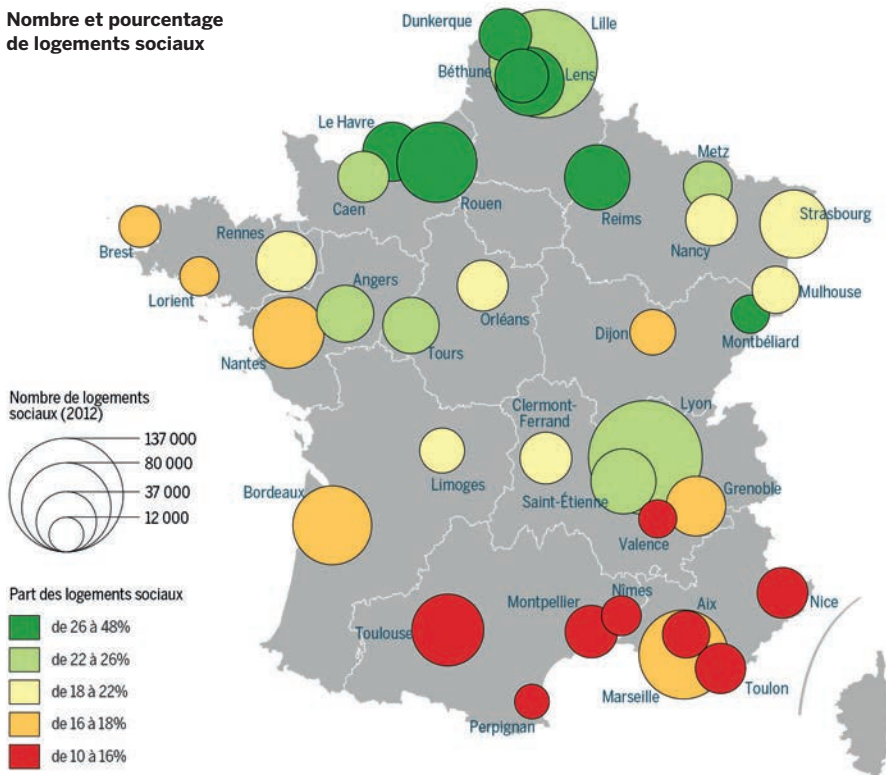 Nombre et pourcentage
de logements sociaux
Dunkerque
Lille
Béthune
Lens
Le Havre
Caen
Rouen
Reims
Metz
Nancy
Strasbourg
Brest
Rennes
Lorient
Angers
Orléans
Mulhouse
Nantes
Tours
Dijon
Montbéliard
Nombre de logements
sociaux (2012)
137 000
80 000
37 000
12 000
Clermont-
Ferrand
Lyon
Limoges
Saint-Étienne
Grenoble
Bordeaux
Valence
Part des logements sociaux
de 26 à 48%
de 22 à 26%
de 18 à 22%
de 16 à 18%
de 10 à 16%
Toulouse
Montpellier
Nîmes
Aix
Nice
Marseille
Toulon
Perpignan